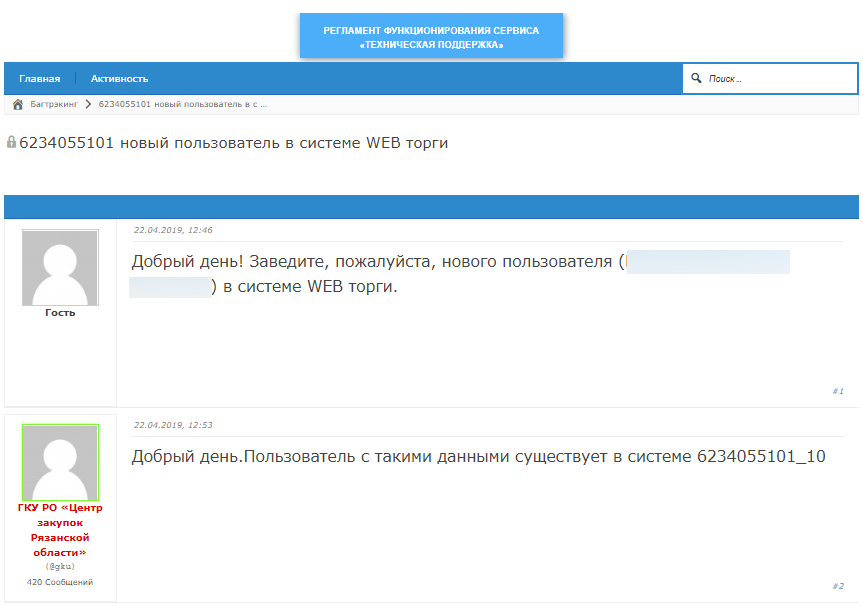 РЕГЛАМЕНТ ФУНКЦИОНИРОВАНИЯ СЕРВИСА
«ТЕХНИЧЕСКАЯ ПОДДЕРЖКА»
Главная Активность Поиск...
Багтрэкинг 6234055101 новый пользователь в с ...
6234055101 новый пользователь в системе WEB торги
22.04.2019, 12:46
Добрый день! Заведите, пожалуйста, нового пользователя (
) в системе WEB торги.
Гость
#1
22.04.2019, 12:53
Добрый день.Пользователь с такими данными существует в системе 6234055101_10
ГКУ РО «Центр
закупок
Рязанской
области»
(@gku)
420 Сообщений
#2